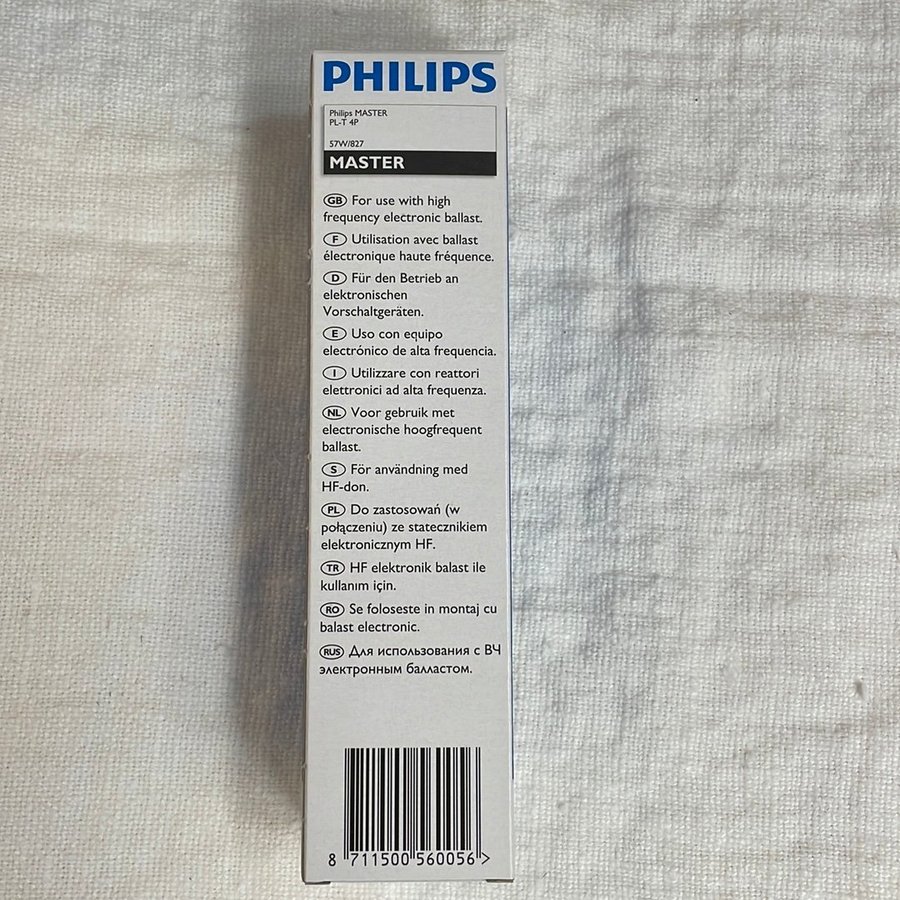 PHILIPS
Philips MASTER
PL-T 4P
57W/827
MASTER
GB For use with high
frequency electronic ballast.
F Utilisation avec ballast
électronique haute fréquence.
D Für den Betrieb an
elektronischen
Vorschaltgeräten.
E Uso con equipo
electrónico de alta frequencia.
I Utilizzare con reattori
elettronici ad alta frequenza.
NL Voor gebruik met
electronische hoogfrequent
ballast.
S För användning med
HF-don.
PL Do zastosowań (w
połączeniu) ze statecznikiem
elektronicznym HF.
TR HF elektronik balast ile
kullanım için.
RO Se foloseste in montaj cu
balast electronic.
RUS Для использования с ВЧ
электронным балластом.
8 711500 560056 >